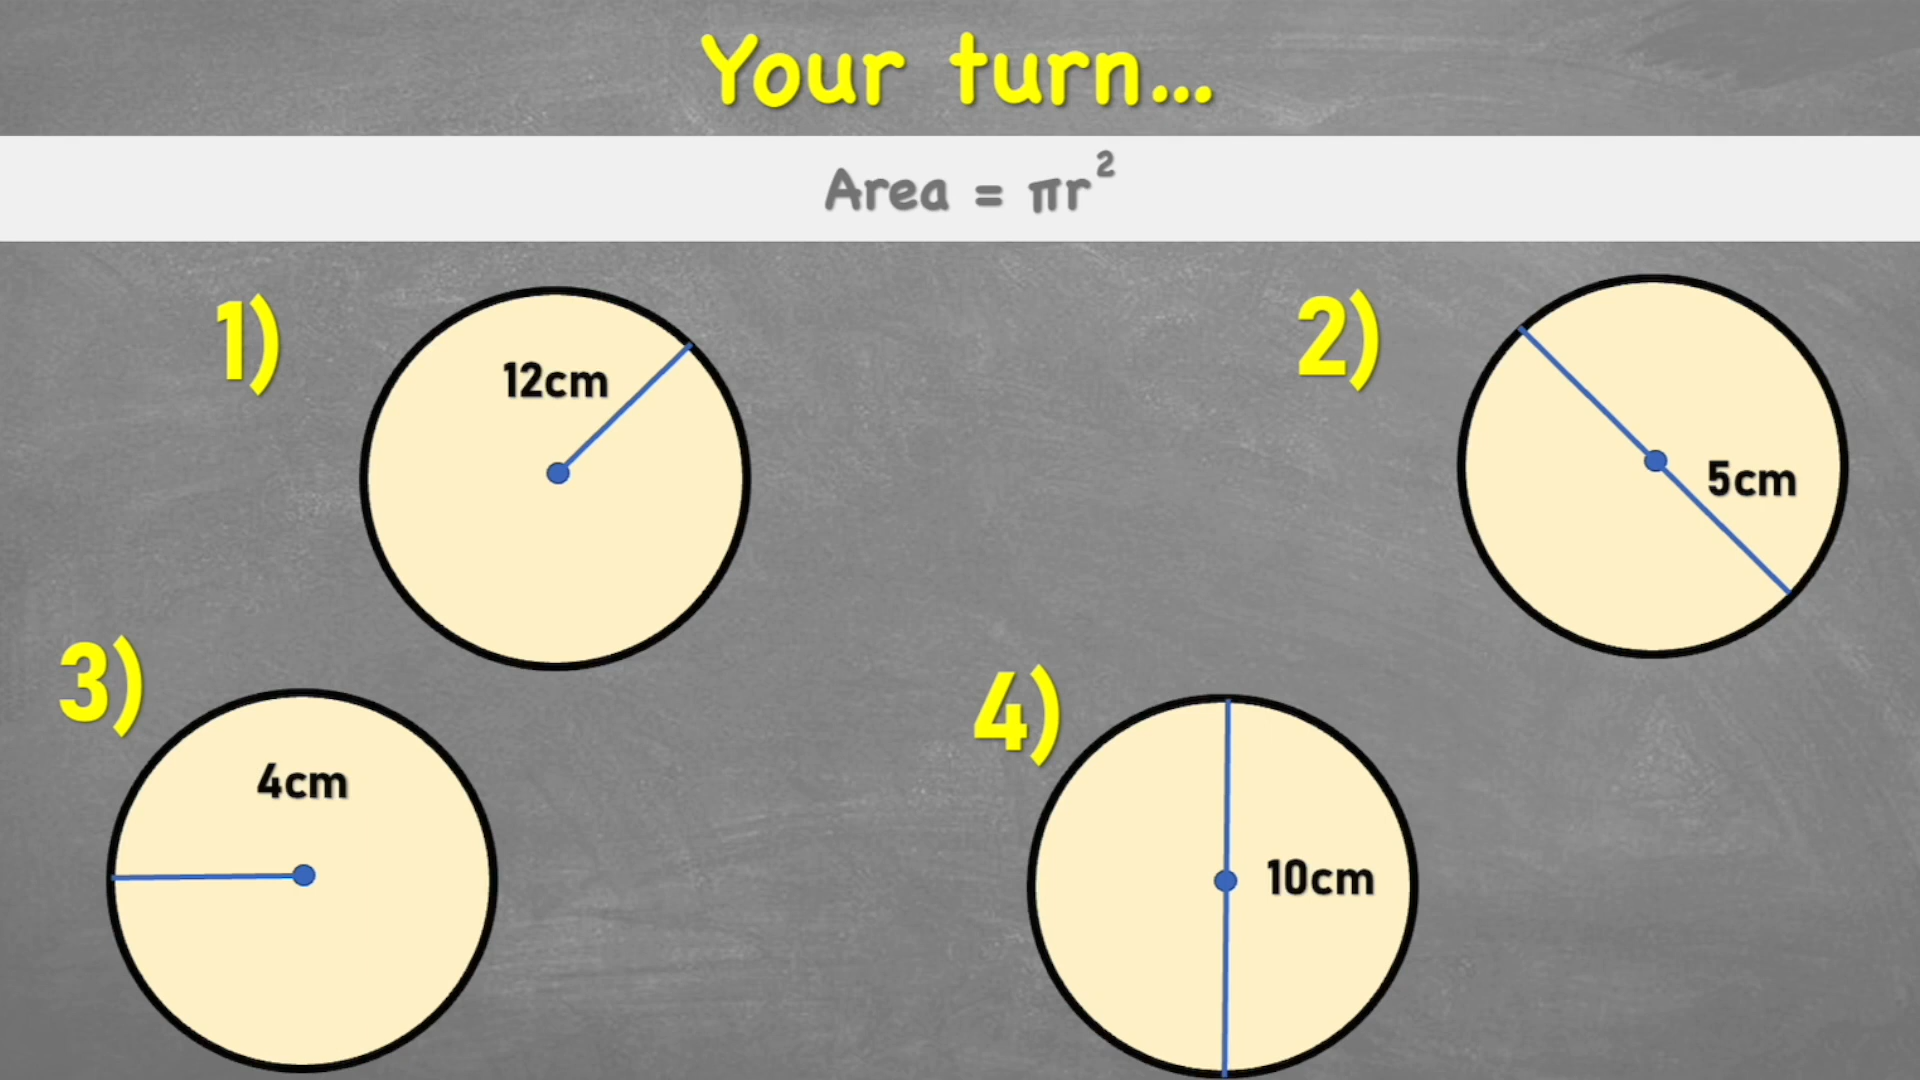 Your turn...
Area = πr²
1)
12cm
2)
5cm
3)
4cm
4)
10cm